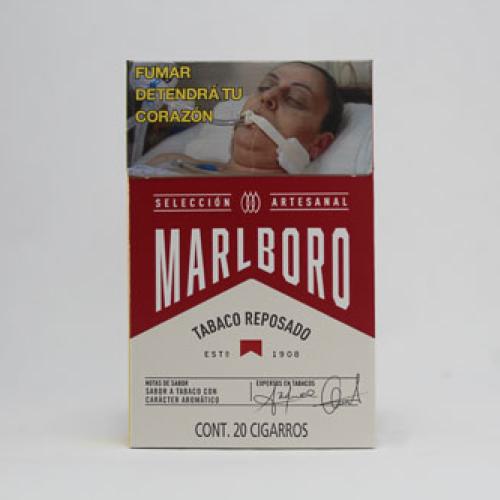 FUMAR
DETENDRÁ TU
CORAZÓN
SELECCIÓN ARTESANAL
MARLBORO
TABACO REPOSADO
ESTD 1908
NOTAS DE SABOR
SABOR A TABACO CON
CARÁCTER AROMÁTICO
EXPERTOS EN TABACOS
CONT. 20 CIGARROS